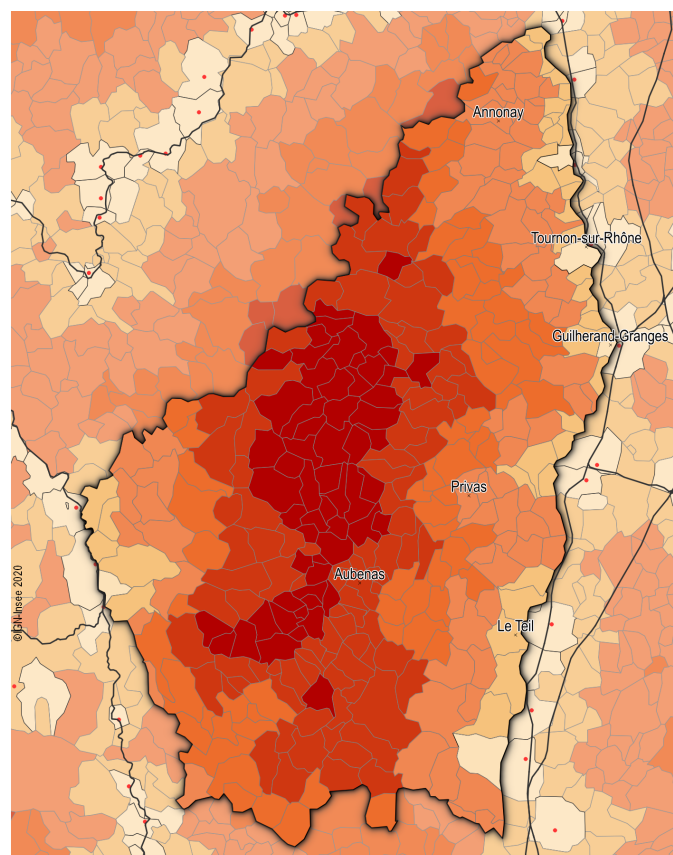 Annonay
Tournon-sur-Rhône
Guilherand-Granges
Privas
Aubenas
Le Teil
©IGN-Insee 2020